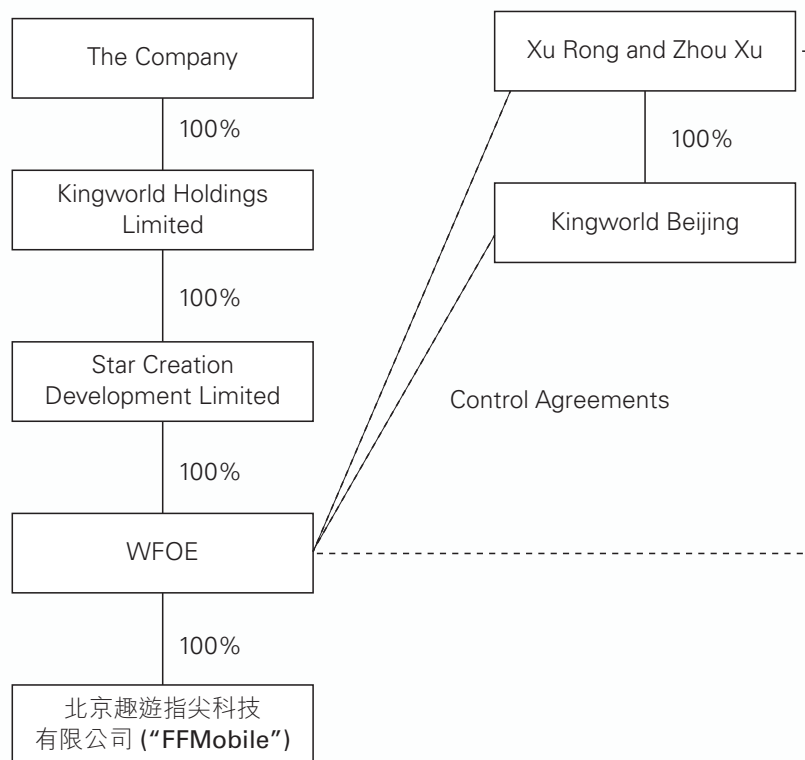 The Company
100%
Kingworld Holdings
Limited
100%
Star Creation
Development Limited
100%
WFOE
100%
北京趣遊指尖科技
有限公司 (“FFMobile”)
Xu Rong and Zhou Xu
100%
Kingworld Beijing
Control Agreements